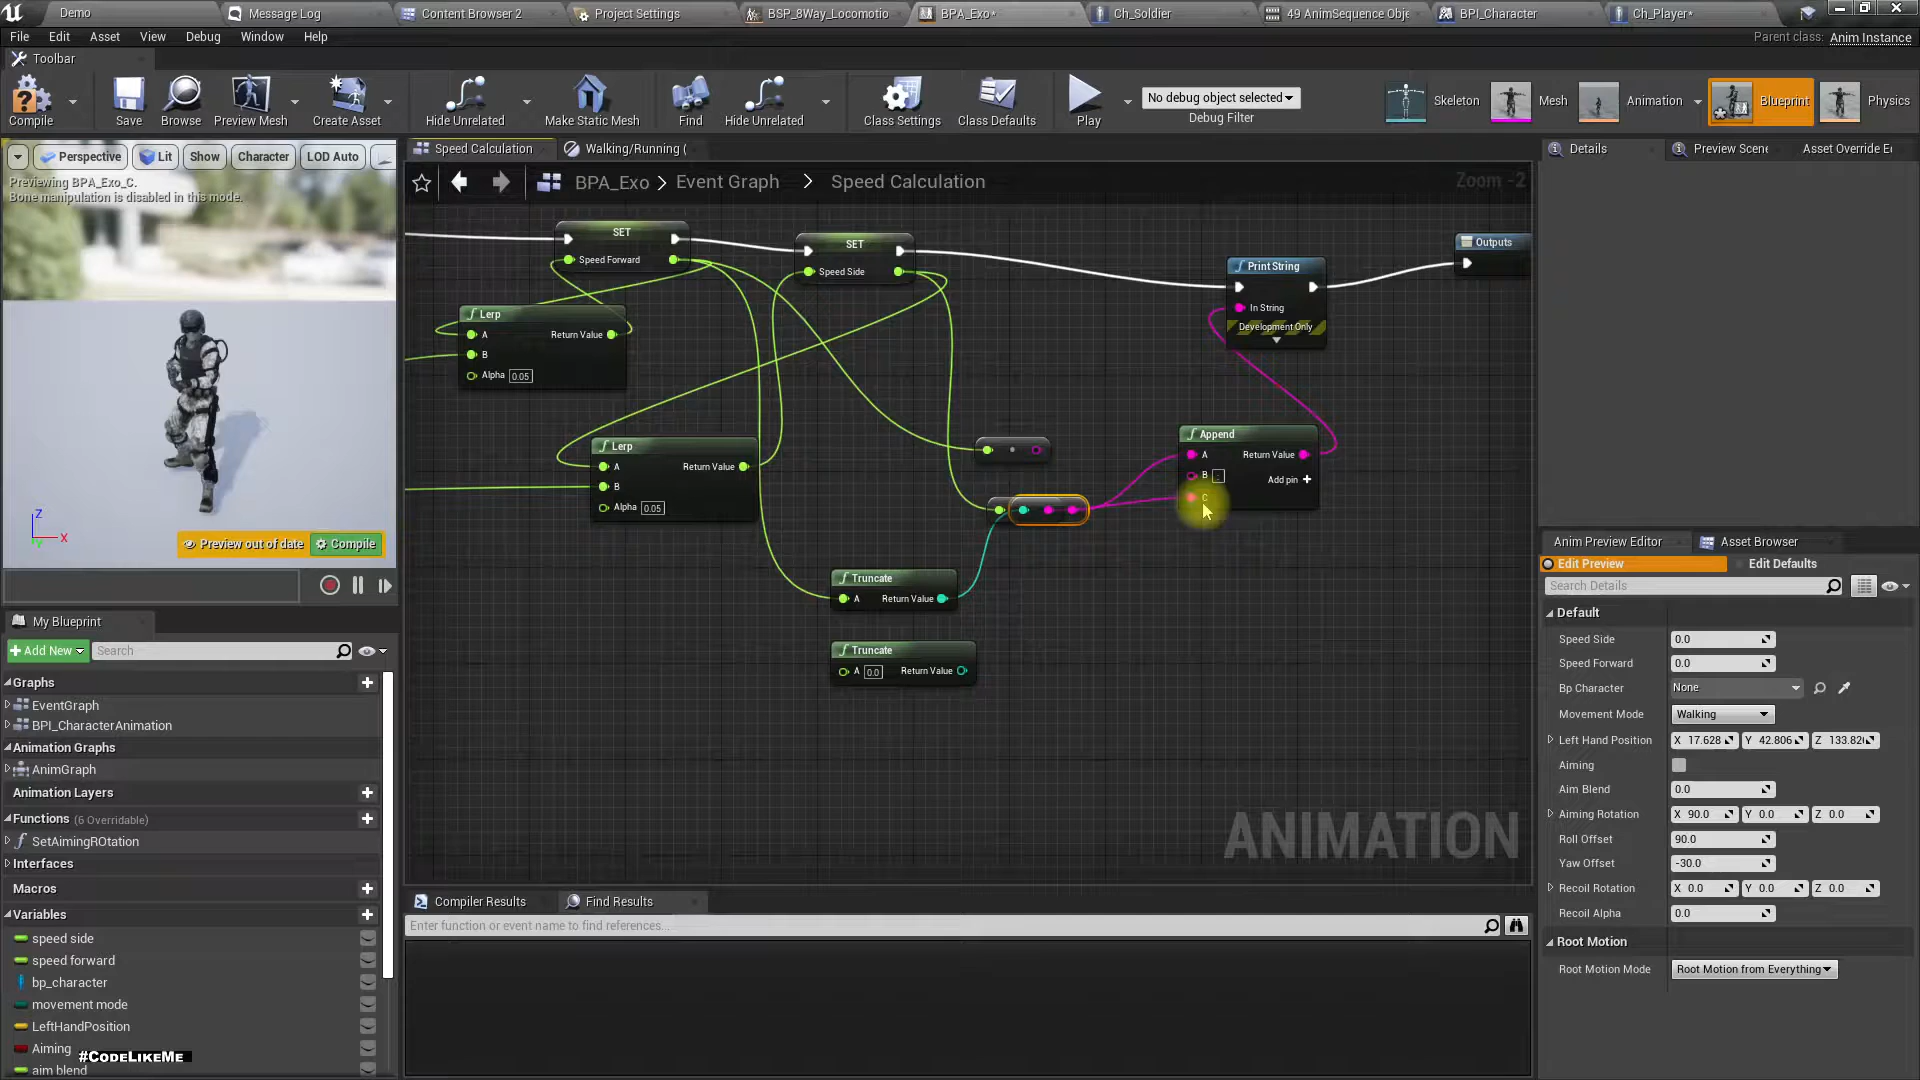 Demo
Message Log
Content Browser 2
Project Settings
BSP_8Way_Locomotio
BPA_Exo*
Ch_Soldier
49 AnimSequence Obje
BPI_Character
Ch_Player*
File
Edit
Asset
View
Debug
Window
Help
Parent class:
Anim Instance
Toolbar
Compile
Save
Browse
Preview Mesh
Create Asset
Hide Unrelated
Make Static Mesh
Find
Hide Unrelated
Class Settings
Class Defaults
Play
No debug object selected
Debug Filter
Skeleton
Mesh
Animation
Blueprint
Physics
Perspective
Lit
Show
Character
LOD Auto
Previewing BPA_Exo_C.
Bone manipulation is disabled in this mode.
Z
X
Y
Preview out of date
Compile
Speed Calculation
Walking/Running (
BPA_Exo
Event Graph
Speed Calculation
Zoom -2
SET
Speed Forward
SET
Speed Side
Lerp
A
Return Value
B
Alpha 0.05
Lerp
A
Return Value
B
Alpha 0.05
Truncate
A
Return Value
Truncate
A 0.0
Return Value
Append
A
Return Value
B
Add pin +
C
Print String
In String
Development Only
Outputs
ANIMATION
Details
Preview Scene
Asset Override E
Anim Preview Editor
Asset Browser
Edit Preview
Edit Defaults
Search Details
Default
Speed Side 0.0
Speed Forward 0.0
Bp Character None
Movement Mode Walking
Left Hand Position X 17.628 Y 42.806 Z 133.82
Aiming
Aim Blend 0.0
Aiming Rotation X 90.0 Y 0.0 Z 0.0
Roll Offset 90.0
Yaw Offset -30.0
Recoil Rotation X 0.0 Y 0.0 Z 0.0
Recoil Alpha 0.0
Root Motion
Root Motion Mode Root Motion from Everything
My Blueprint
+ Add New
Search
Graphs
EventGraph
BPI_CharacterAnimation
Animation Graphs
AnimGraph
Animation Layers
Functions (6 Overridable)
SetAimingROtation
Interfaces
Macros
Variables
speed side
speed forward
bp_character
movement mode
LeftHandPosition
Aiming
aim blend
#CodeLikeMe
Compiler Results
Find Results
Enter function or event name to find references...